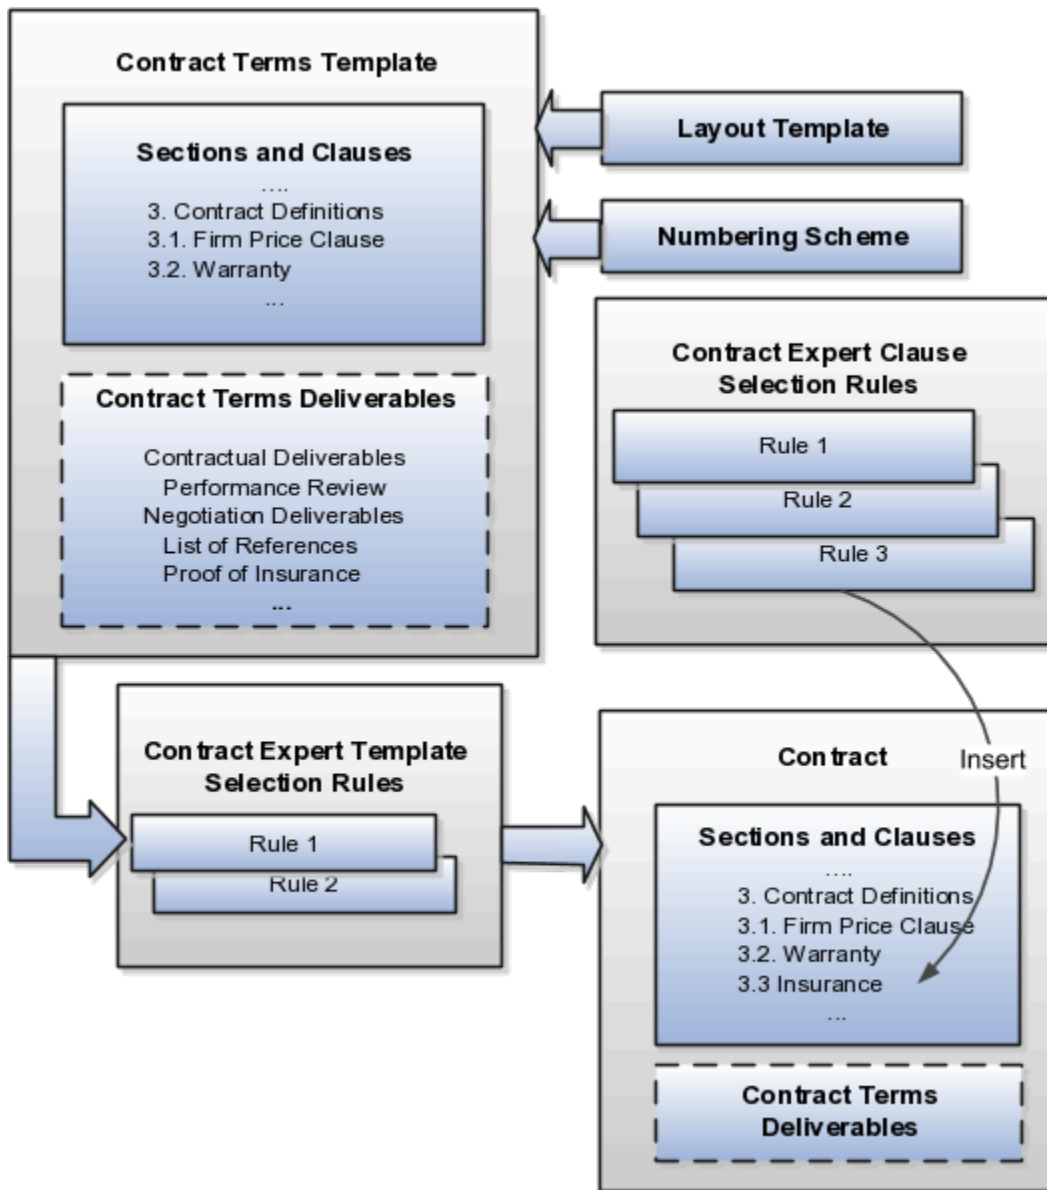 Contract Terms Template
Sections and Clauses
....
3. Contract Definitions
3.1. Firm Price Clause
3.2. Warranty
...
Contract Terms Deliverables
Contractual Deliverables
Performance Review
Negotiation Deliverables
List of References
Proof of Insurance
...
Layout Template
Numbering Scheme
Contract Expert Clause
Selection Rules
Rule 1
Rule 2
Rule 3
Contract Expert Template
Selection Rules
Rule 1
Rule 2
Contract
Insert
Sections and Clauses
....
3. Contract Definitions
3.1. Firm Price Clause
3.2. Warranty
3.3 Insurance
...
Contract Terms
Deliverables